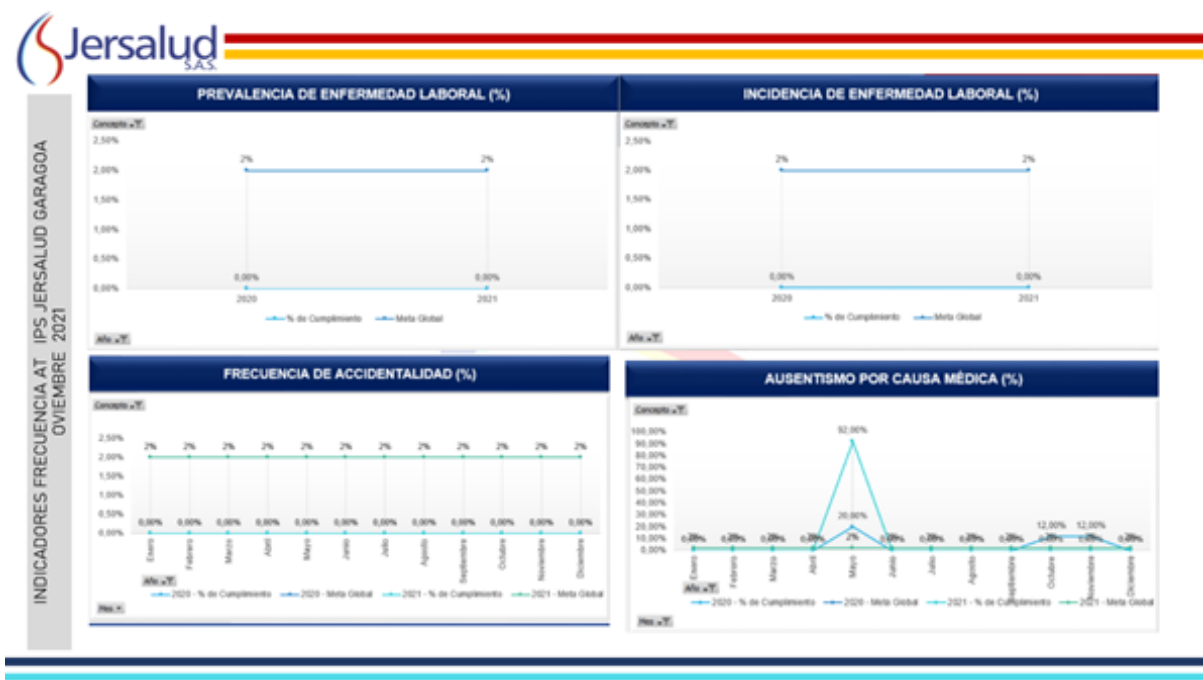 Jersalud
S.A.S.
INDICADORES FRECUENCIA AT IPS JERSALUD GARAGOA
OVIEMBRE 2021
PREVALENCIA DE ENFERMEDAD LABORAL (%)
Concepto
2,50%
2,00%
1,50%
1,00%
0,50%
0,00%
2% 2%
0,00% 0,00%
2020 2021
% de Cumplimiento Meta Global
Año
INCIDENCIA DE ENFERMEDAD LABORAL (%)
Concepto
2,50%
2,00%
1,50%
1,00%
0,50%
0,00%
2% 2%
0,00% 0,00%
2020 2021
% de Cumplimiento Meta Global
Año
FRECUENCIA DE ACCIDENTALIDAD (%)
Concepto
2,50%
2,00%
1,50%
1,00%
0,50%
0,00%
2% 2% 2% 2% 2% 2% 2% 2% 2% 2% 2% 2%
0,00% 0,00% 0,00% 0,00% 0,00% 0,00% 0,00% 0,00% 0,00% 0,00% 0,00% 0,00%
Enero Febrero Marzo Abril Mayo Junio Julio Agosto Septiembre Octubre Noviembre Diciembre
Año
2020 - % de Cumplimiento 2020 - Meta Global 2021 - % de Cumplimiento 2021 - Meta Global
Mes
AUSENTISMO POR CAUSA MÉDICA (%)
Concepto
100,00%
90,00%
80,00%
70,00%
60,00%
50,00%
40,00%
30,00%
20,00%
10,00%
0,00%
92,00%
20,00%
2%
12,00% 12,00%
Enero Febrero Marzo Abril Mayo Junio Julio Agosto Septiembre Octubre Noviembre Diciembre
Año
2020 - % de Cumplimiento 2020 - Meta Global 2021 - % de Cumplimiento 2021 - Meta Global
Mes